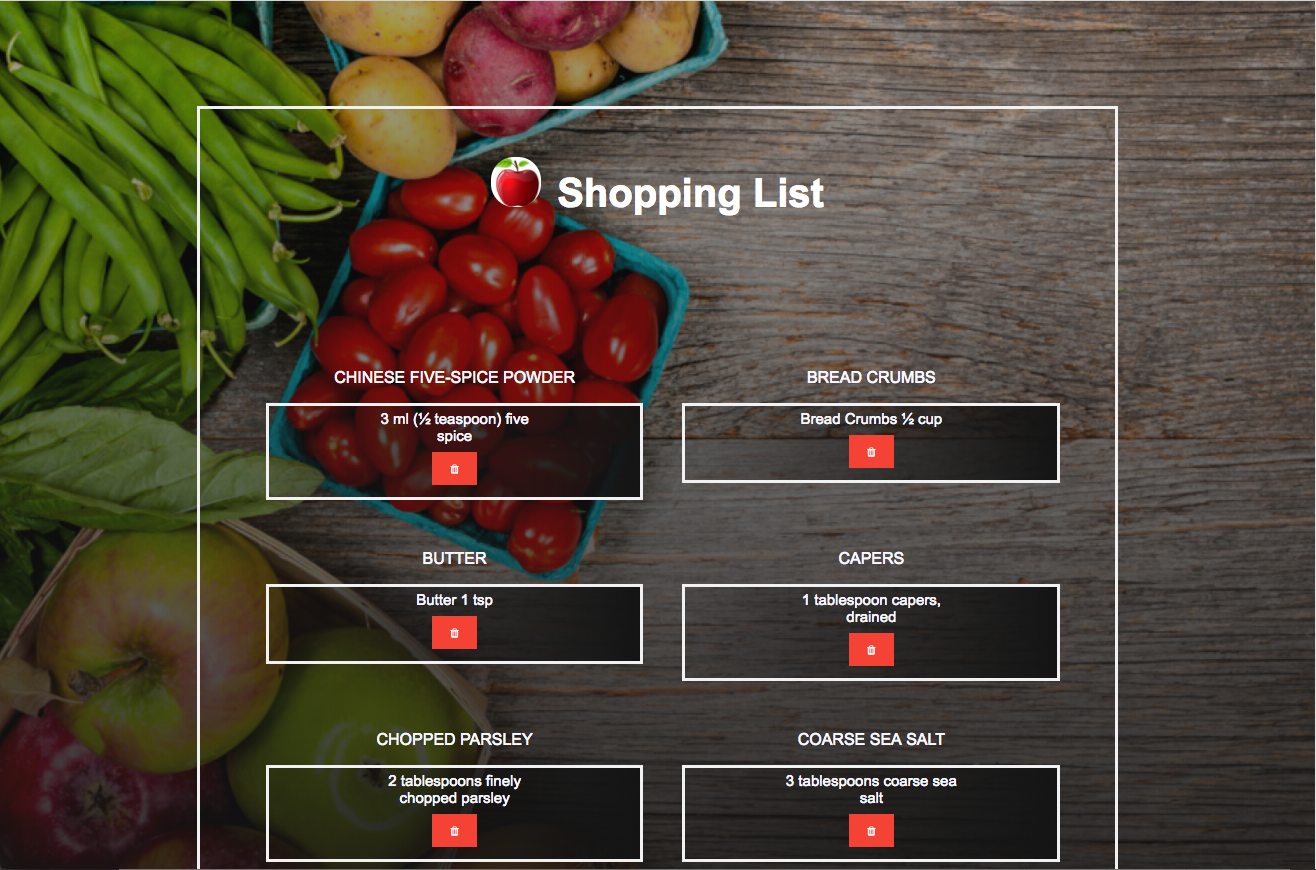 Shopping List
CHINESE FIVE-SPICE POWDER
3 ml (½ teaspoon) five
spice
BREAD CRUMBS
Bread Crumbs ½ cup
BUTTER
Butter 1 tsp
CAPERS
1 tablespoon capers,
drained
CHOPPED PARSLEY
2 tablespoons finely
chopped parsley
COARSE SEA SALT
3 tablespoons coarse sea
salt